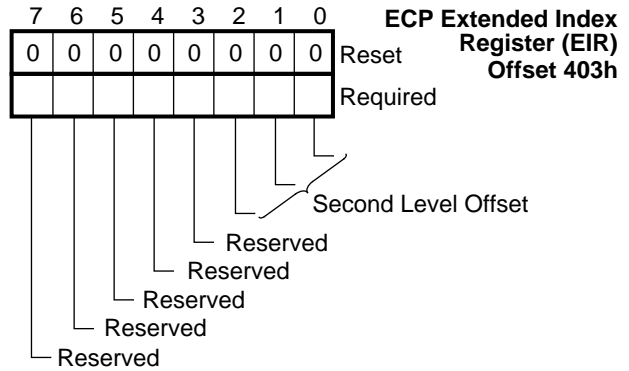 7 6 5 4 3 2 1 0
ECP Extended Index
Register (EIR)
Offset 403h
0 0 0 0 0 0 0 0 Reset
Required
Second Level Offset
Reserved
Reserved
Reserved
Reserved
Reserved